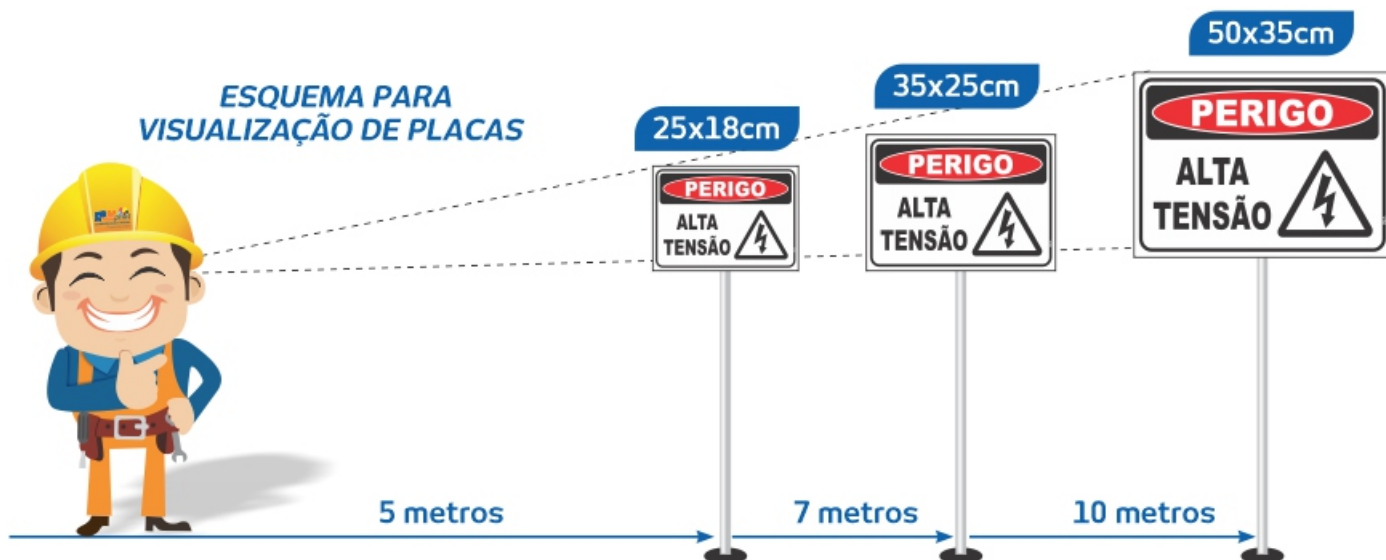 ESQUEMA PARA
VISUALIZAÇÃO DE PLACAS
25x18cm
PERIGO
ALTA
TENSÃO
35x25cm
PERIGO
ALTA
TENSÃO
50x35cm
PERIGO
ALTA
TENSÃO
5 metros
7 metros
10 metros